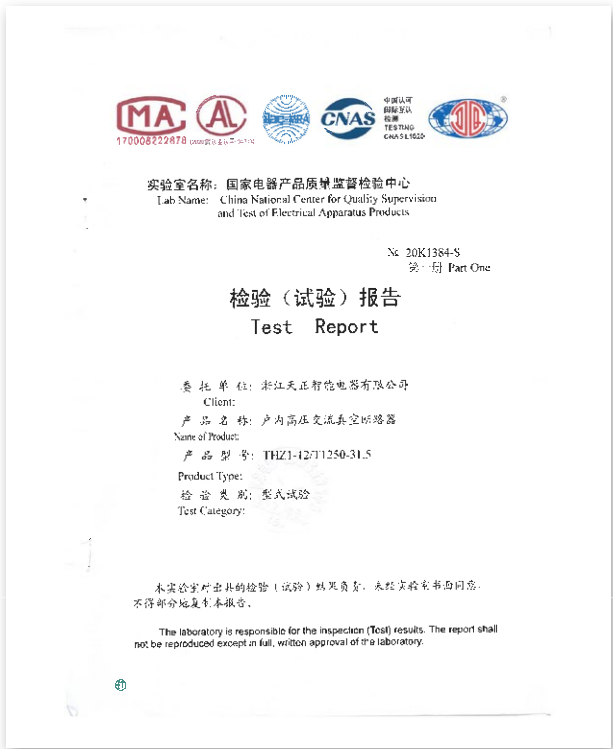 MA
170008222878
AL
CNAS
中国认可
国际互认
检测
TESTING
CNAS L1020
®
实验室名称：国家电器产品质量监督检验中心
Lab Name: China National Center for Quality Supervision
and Test of Electrical Apparatus Products
№ 20K1384-S
第一册 Part One
检验（试验）报告
Test Report
委托单位：浙江天正智能电器有限公司
Client:
产品名称：户内高压交流真空断路器
Name of Product:
产品型号：THZ1-12/T1250-31.5
Product Type:
检验类别：型式试验
Test Category:
本实验室对出具的检验（试验）结果负责。未经实验室书面同意，
不得部分地复制本报告。
The laboratory is responsible for the inspection (Test) results. The report shall
not be reproduced except in full, written approval of the laboratory.